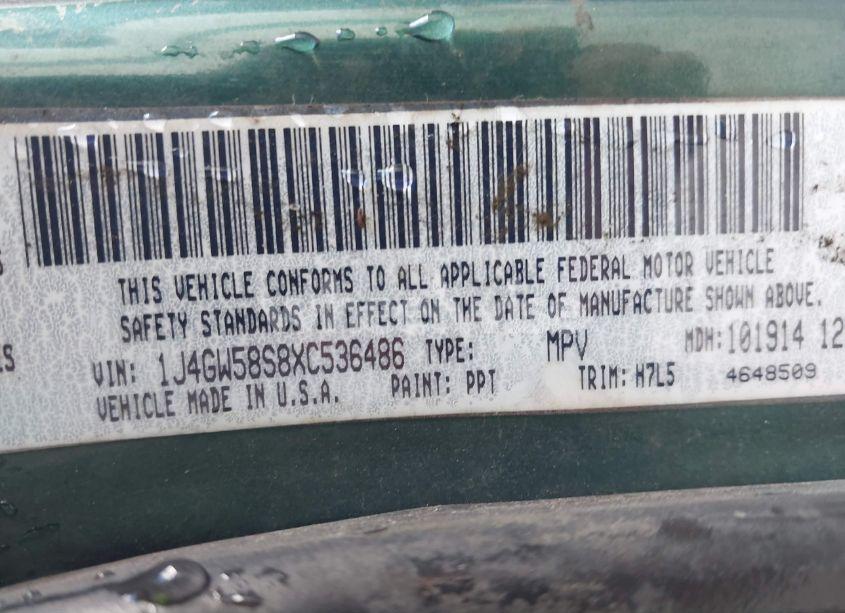 THIS VEHICLE CONFORMS TO ALL APPLICABLE FEDERAL MOTOR VEHICLE
SAFETY STANDARDS IN EFFECT ON THE DATE OF MANUFACTURE SHOWN ABOVE.
VIN: 1J4GW58S8XC536486 TYPE: MPV MDH: 101914 12
VEHICLE MADE IN U.S.A. PAINT: PPT TRIM: H7L5 4648509